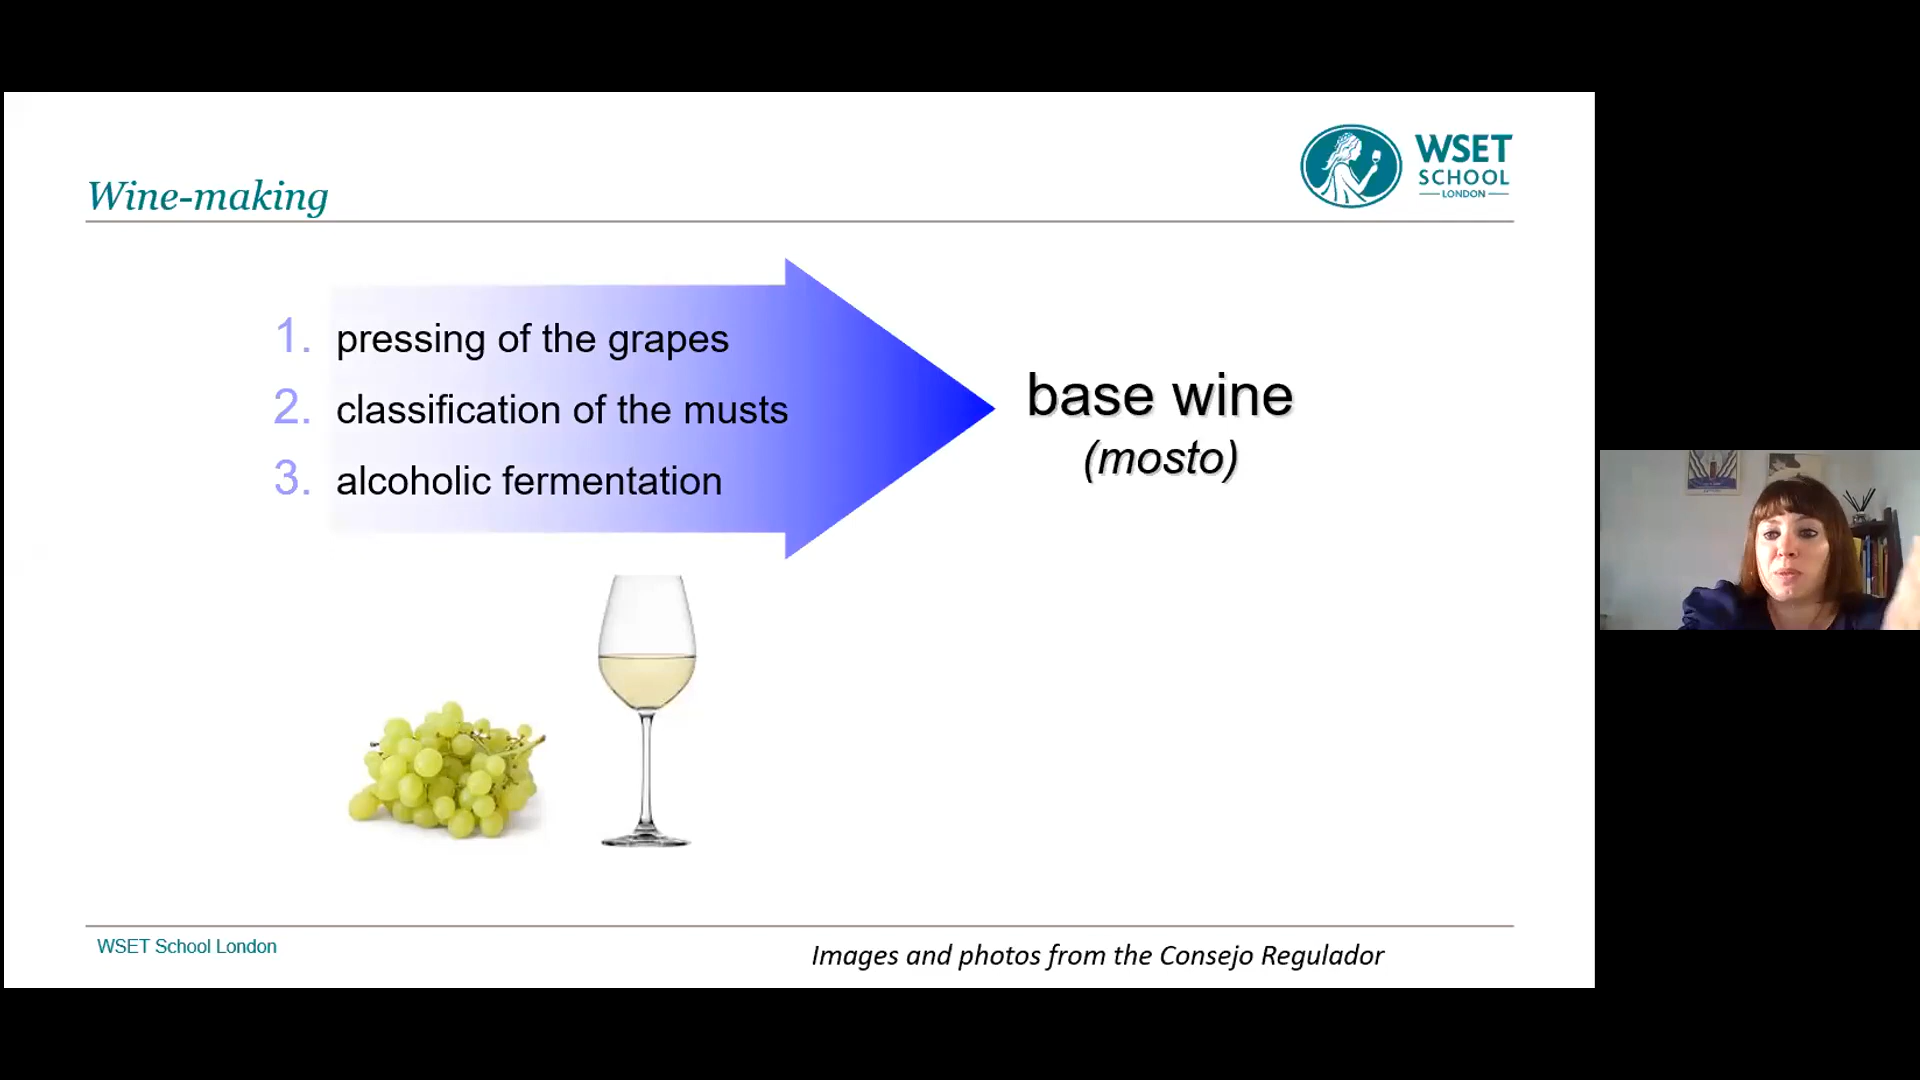 Wine-making
WSET
SCHOOL
LONDON
1. pressing of the grapes
2. classification of the musts
3. alcoholic fermentation
base wine
(mosto)
WSET School London
Images and photos from the Consejo Regulador